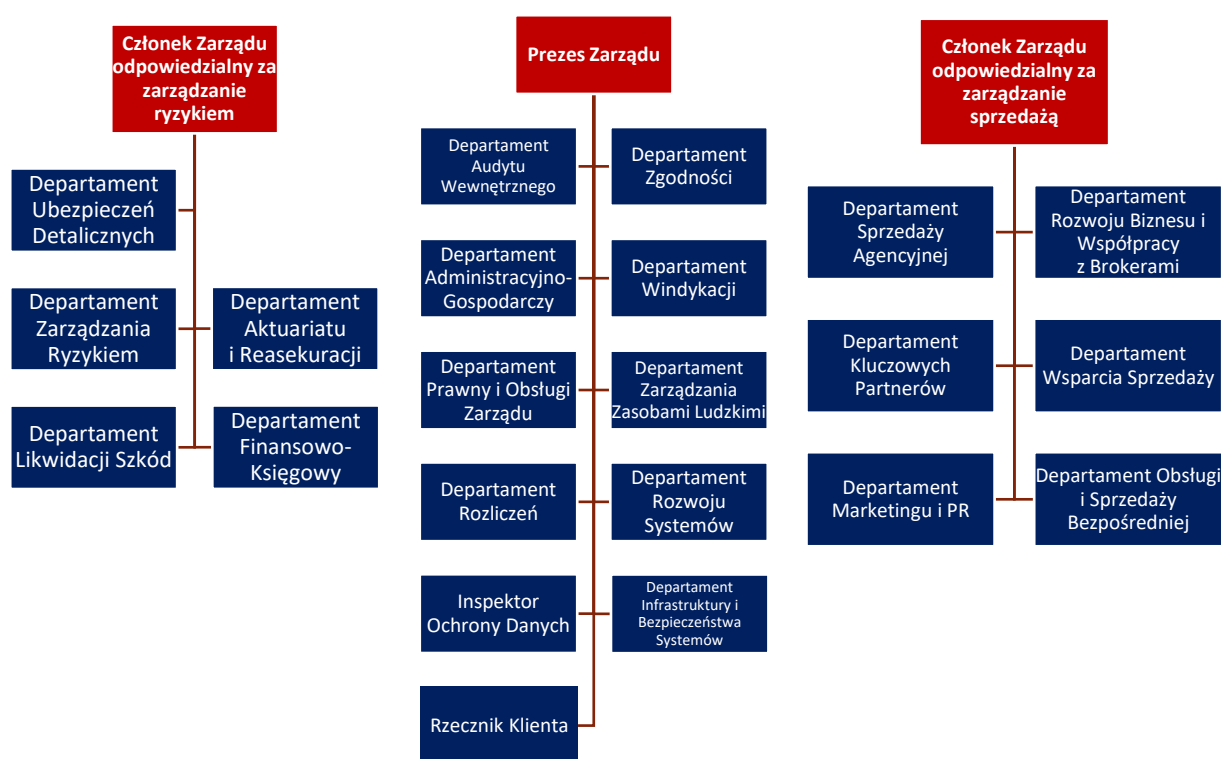 Członek Zarządu
odpowiedzialny za
zarządzanie
ryzykiem
Departament
Ubezpieczeń
Detalicznych
Departament
Zarządzania
Ryzykiem
Departament
Aktuariatu
i Reasekuracji
Departament
Likwidacji Szkód
Departament
Finansowo-
Księgowy
Prezes Zarządu
Departament
Audytu
Wewnętrznego
Departament
Zgodności
Departament
Administracyjno-
Gospodarczy
Departament
Windykacji
Departament
Prawny i Obsługi
Zarządu
Departament
Zarządzania
Zasobami Ludzkimi
Departament
Rozliczeń
Departament
Rozwoju
Systemów
Inspektor
Ochrony Danych
Departament
Infrastruktury i
Bezpieczeństwa
Systemów
Rzecznik Klienta
Członek Zarządu
odpowiedzialny za
zarządzanie
sprzedażą
Departament
Sprzedaży
Agencyjnej
Departament
Rozwoju Biznesu i
Współpracy
z Brokerami
Departament
Kluczowych
Partnerów
Departament
Wsparcia Sprzedaży
Departament
Marketingu i PR
Departament Obsługi
i Sprzedaży
Bezpośredniej